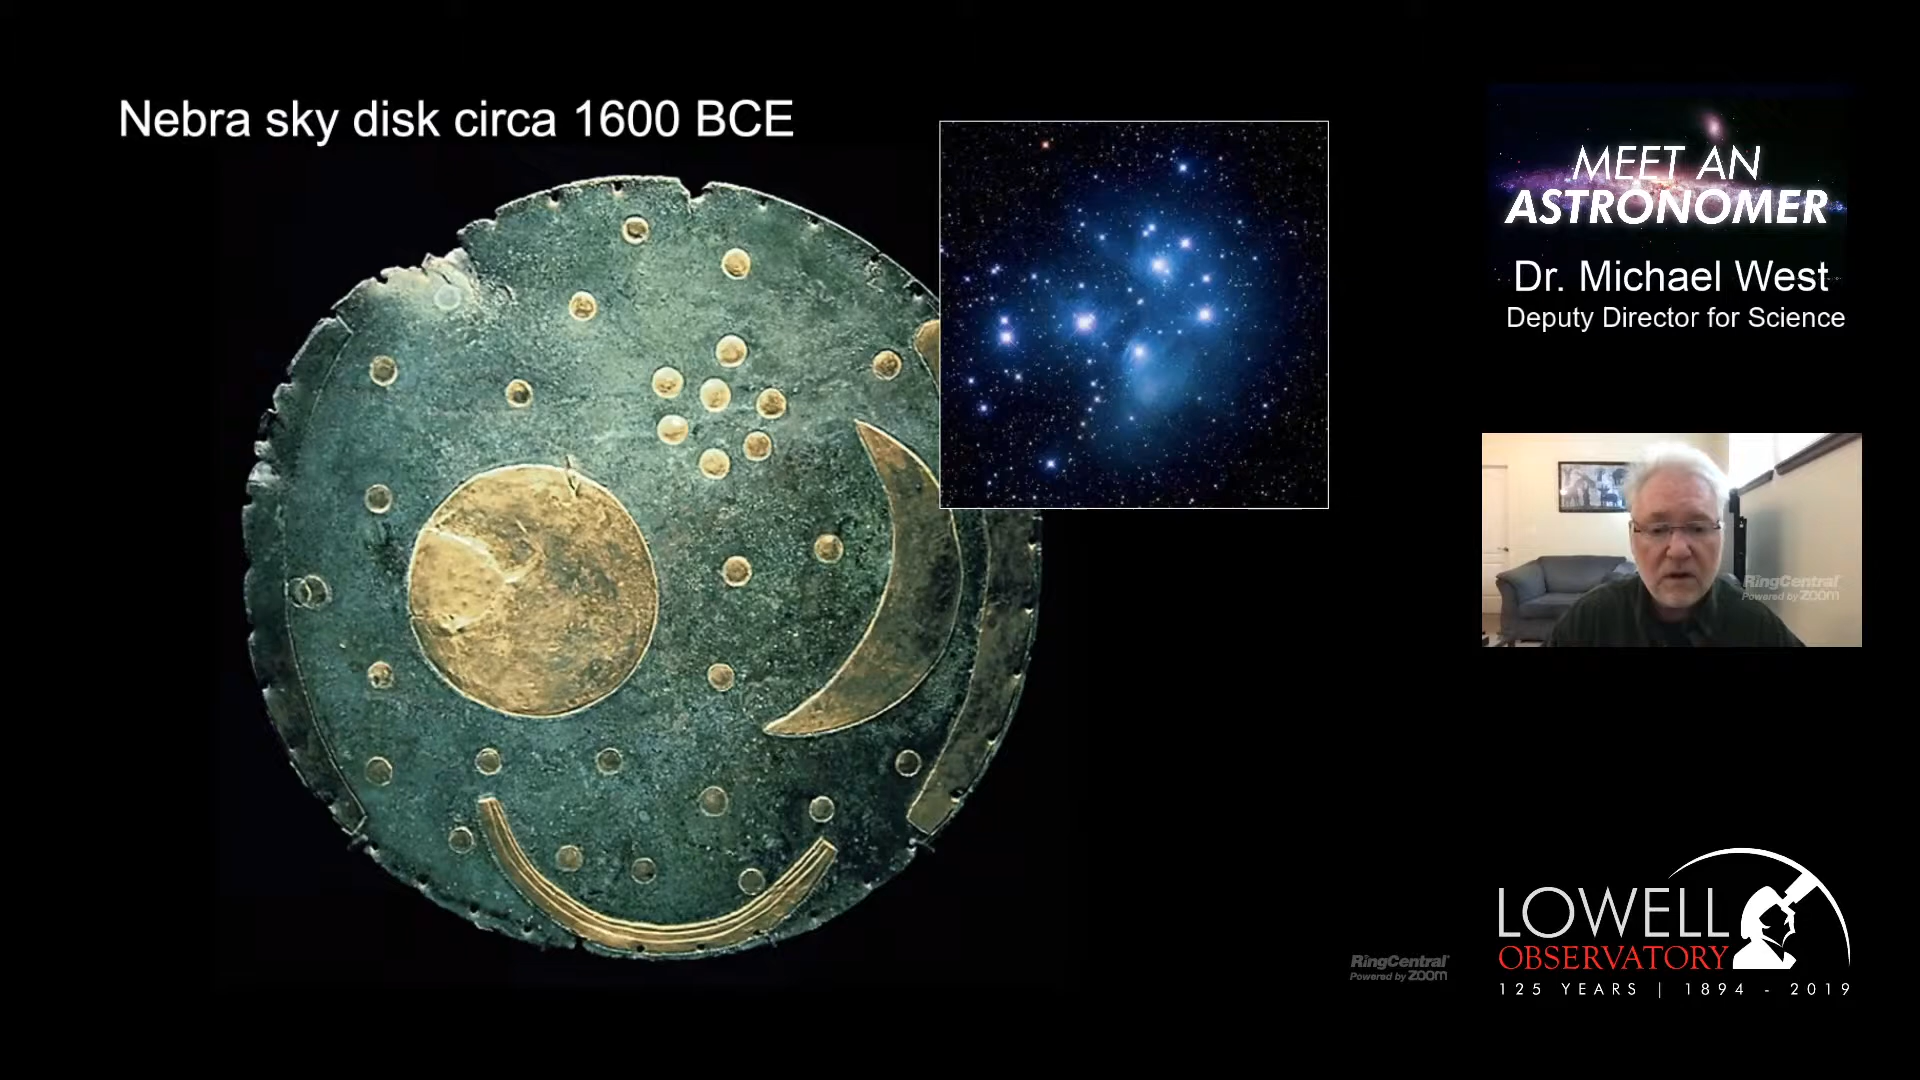 Nebra sky disk circa 1600 BCE
MEET AN
ASTRONOMER
Dr. Michael West
Deputy Director for Science
RingCentral
Powered by zoom
RingCentral
Powered by zoom
LOWELL
OBSERVATORY
125 YEARS | 1894 - 2019